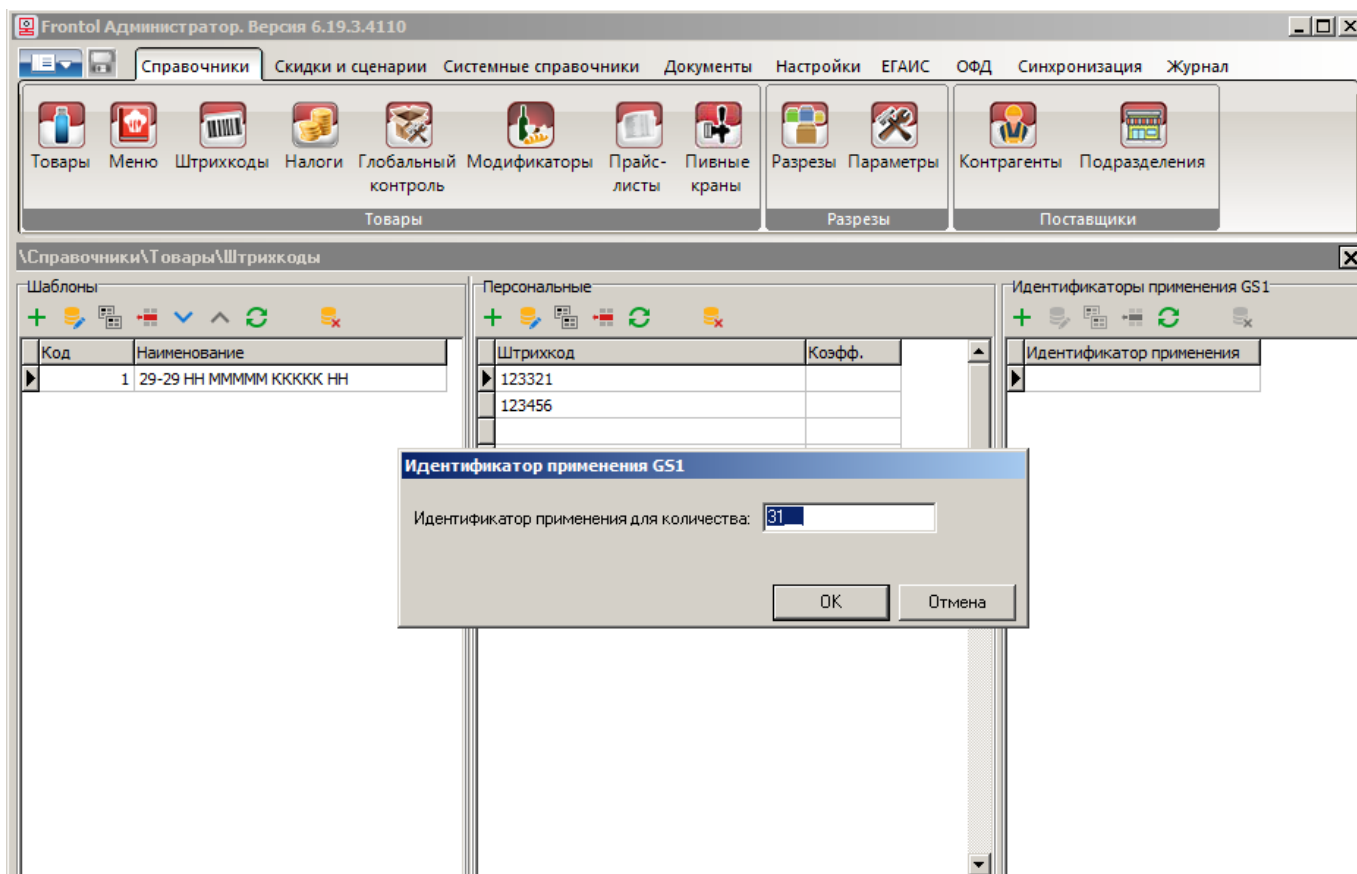 Frontol Администратор. Версия 6.19.3.4110
Справочники Скидки и сценарии Системные справочники Документы Настройки ЕГАИС ОФД Синхронизация Журнал
Товары Меню Штрихкоды Налоги Глобальный контроль Модификаторы Прайс-листы Пивные краны Разрезы Параметры Контрагенты Подразделения
Товары Разрезы Поставщики
\Справочники\Товары\Штрихкоды
Шаблоны Персональные Идентификаторы применения GS1
Код Наименование Штрихкод Коэфф. Идентификатор применения
1 29-29 НН МММММ ККККК НН 123321
123456
Идентификатор применения GS1
Идентификатор применения для количества: 31__
OK Отмена